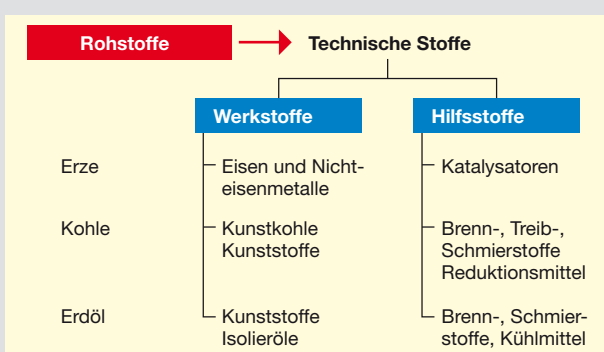 Rohstoffe Technische Stoffe
Werkstoffe Hilfsstoffe
Erze Eisen und Nicht- Katalysatoren
eisenmetalle
Kohle Kunstkohle Brenn-, Treib-,
Kunststoffe Schmierstoffe
Reduktionsmittel
Erdöl Kunststoffe Brenn-, Schmier-
Isolieröle stoffe, Kühlmittel